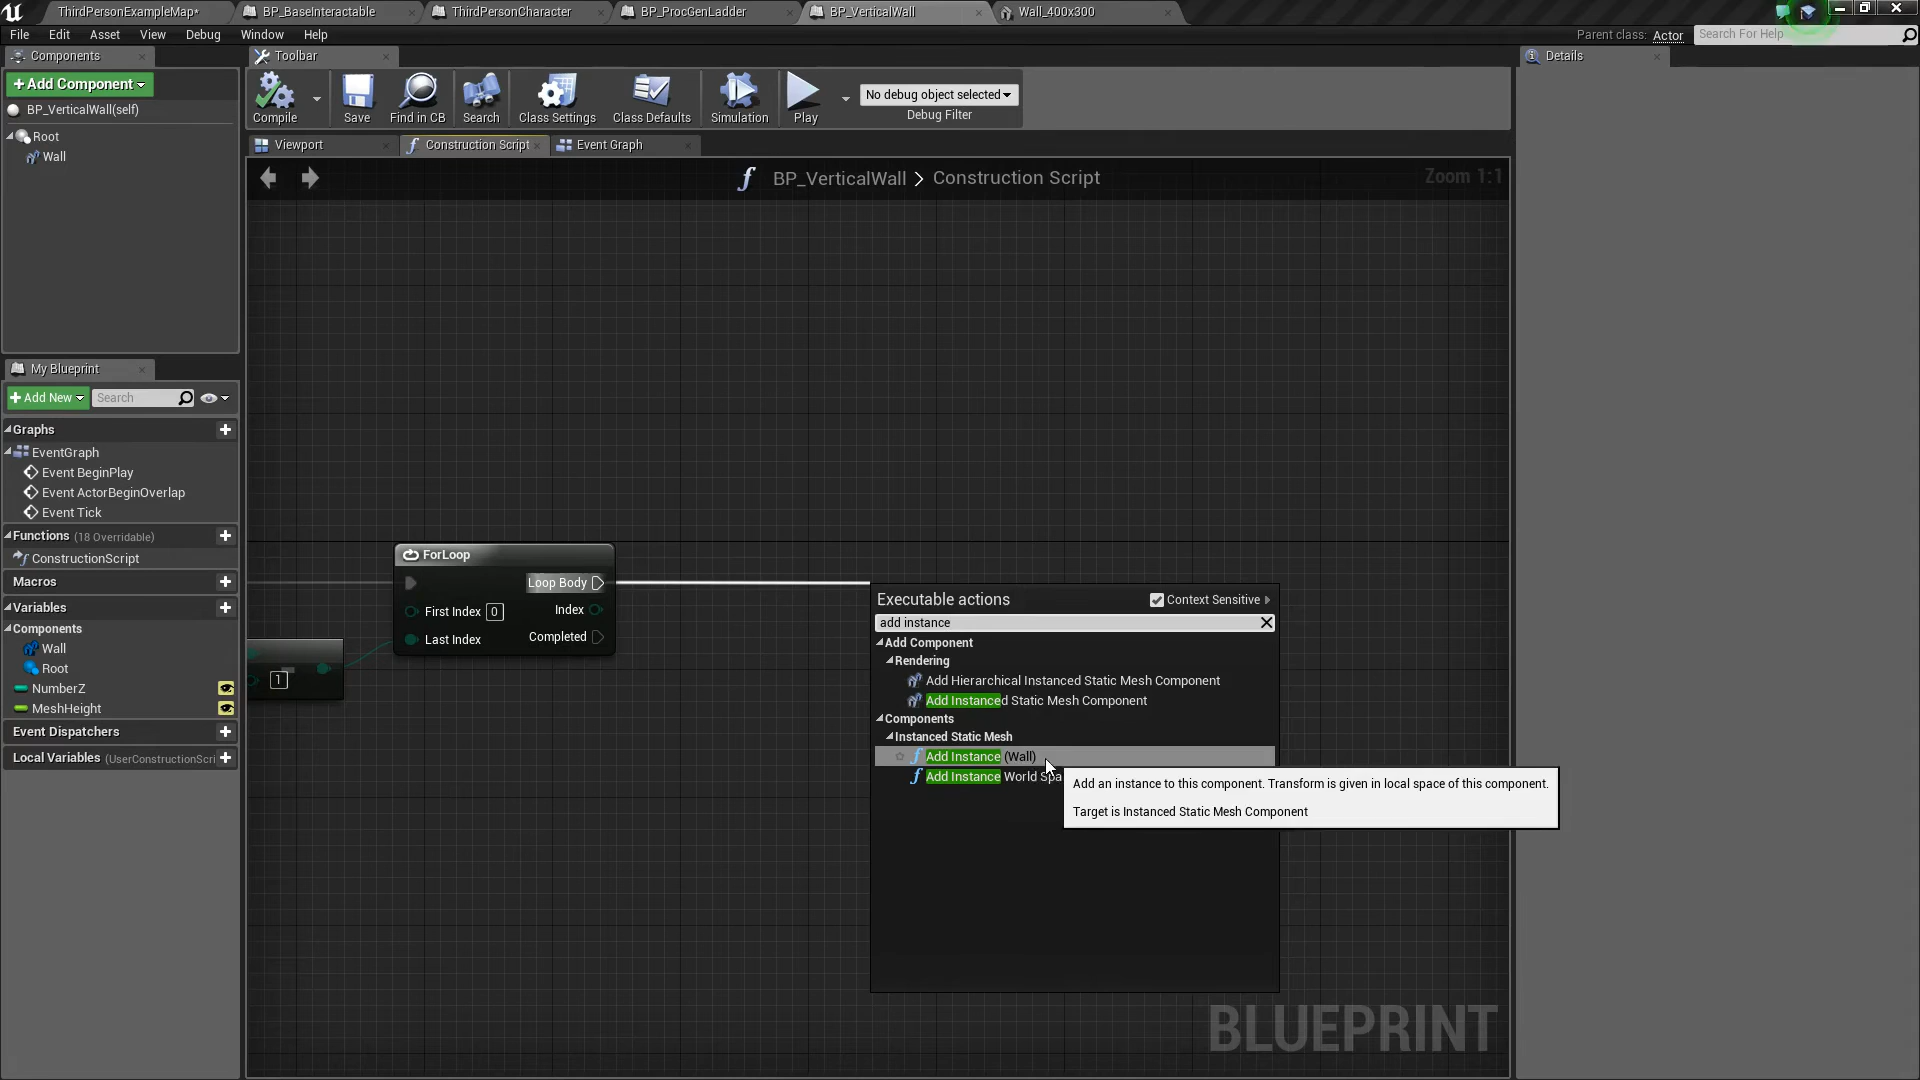 ThirdPersonExampleMap*
BP_BaseInteractable
ThirdPersonCharacter
BP_ProcGenLadder
BP_VerticalWall
Wall_400x300
File Edit Asset View Debug Window Help
Parent class: Actor
Search For Help
Components
Toolbar
Details
+ Add Component
BP_VerticalWall(self)
Root
Wall
Compile
Save
Find in CB
Search
Class Settings
Class Defaults
Simulation
Play
No debug object selected
Debug Filter
Viewport
Construction Script
Event Graph
BP_VerticalWall > Construction Script
Zoom 1:1
My Blueprint
+ Add New
Search
Graphs
EventGraph
Event BeginPlay
Event ActorBeginOverlap
Event Tick
Functions (18 Overridable)
ConstructionScript
Macros
Variables
Components
Wall
Root
NumberZ
MeshHeight
Event Dispatchers
Local Variables (UserConstructionScri
ForLoop
Loop Body
First Index 0
Index
Last Index
Completed
1
Executable actions
Context Sensitive
add instance
Add Component
Rendering
Add Hierarchical Instanced Static Mesh Component
Add Instanced Static Mesh Component
Components
Instanced Static Mesh
Add Instance (Wall)
Add Instance World Spa
Add an instance to this component. Transform is given in local space of this component.
Target is Instanced Static Mesh Component
BLUEPRINT